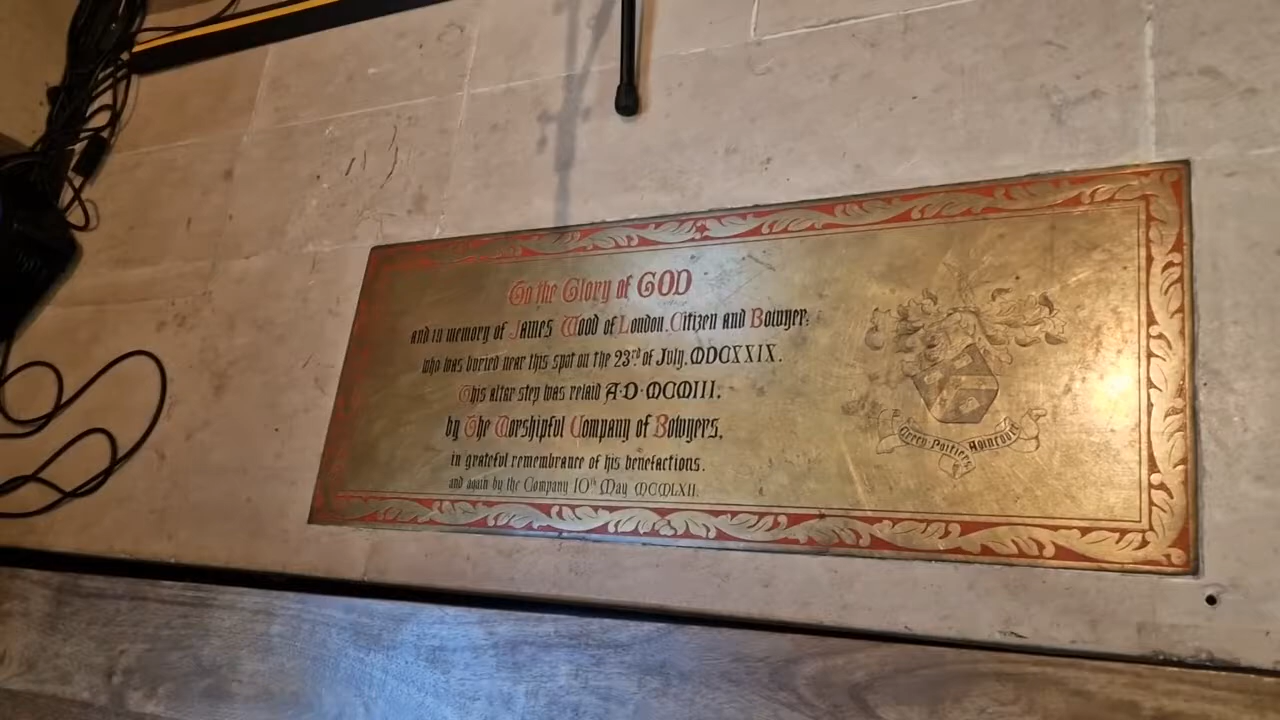 To the Glory of GOD
and in memory of James Wood of London, Citizen and Bowyer;
who was buried near this spot on the 23rd of July, MDCXXIX.
This altar step was relaid A·D·MCMIII.
by The Worshipful Company of Bowyers,
in grateful remembrance of his benefactions.
and again by the Company 10th May MCMLXII.
Crecy-Poitiers Agincourt